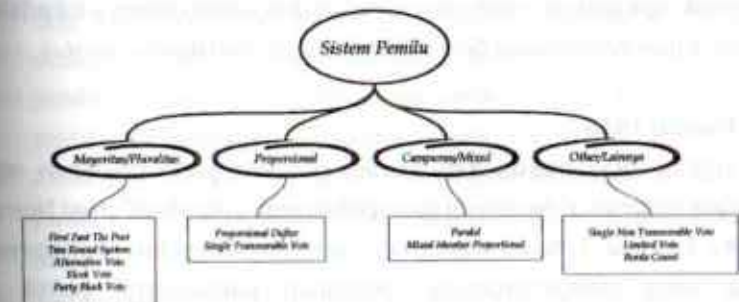 Sistem Pemilu
Mayoritas/Pluralitas
Proporsional
Campuran/Mixed
Other/Lainnya
First Past The Post
Two Round System
Alternative Vote
Block Vote
Party Block Vote
Proporsional Daftar
Single Transverable Vote
Paralel
Mixed Member Proportional
Single Non Transverable Vote
Limited Vote
Borda Count